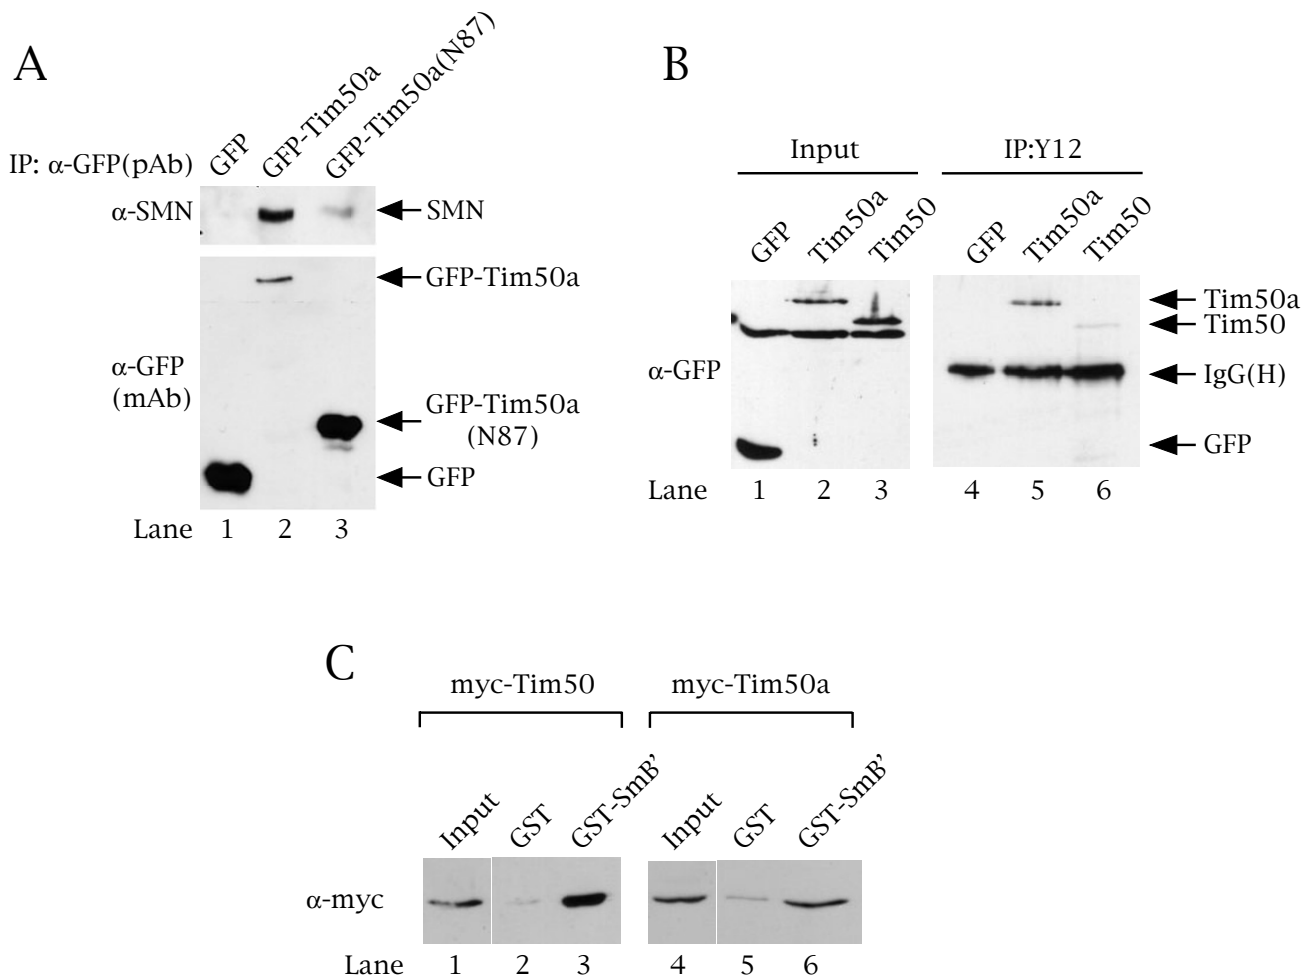 A
GFP
GFP-Tim50a
GFP-Tim50a(N87)
IP: α-GFP(pAb)
α-SMN
SMN
GFP-Tim50a
α-GFP
(mAb)
GFP-Tim50a
(N87)
GFP
Lane 1 2 3
B
Input IP:Y12
GFP Tim50a Tim50 GFP Tim50a Tim50
Tim50a
Tim50
α-GFP
IgG(H)
GFP
Lane 1 2 3 4 5 6
C
myc-Tim50 myc-Tim50a
Input GST GST-SmB' Input GST GST-SmB'
α-myc
Lane 1 2 3 4 5 6